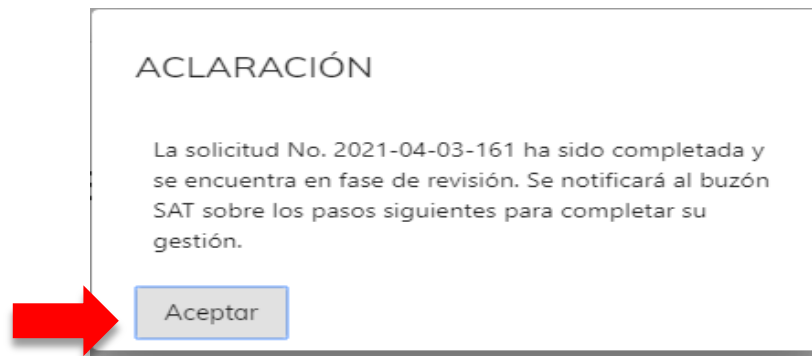 ACLARACIÓN
La solicitud No. 2021-04-03-161 ha sido completada y
se encuentra en fase de revisión. Se notificará al buzón
SAT sobre los pasos siguientes para completar su
gestión.
Aceptar